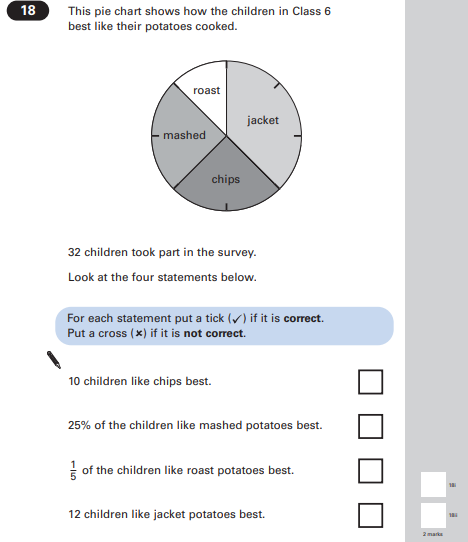 18
This pie chart shows how the children in Class 6
best like their potatoes cooked.
roast
jacket
mashed
chips
32 children took part in the survey.
Look at the four statements below.
For each statement put a tick (✓) if it is correct.
Put a cross (✗) if it is not correct.
10 children like chips best.
25% of the children like mashed potatoes best.
1/5 of the children like roast potatoes best.
12 children like jacket potatoes best.
18i
18ii
2 marks